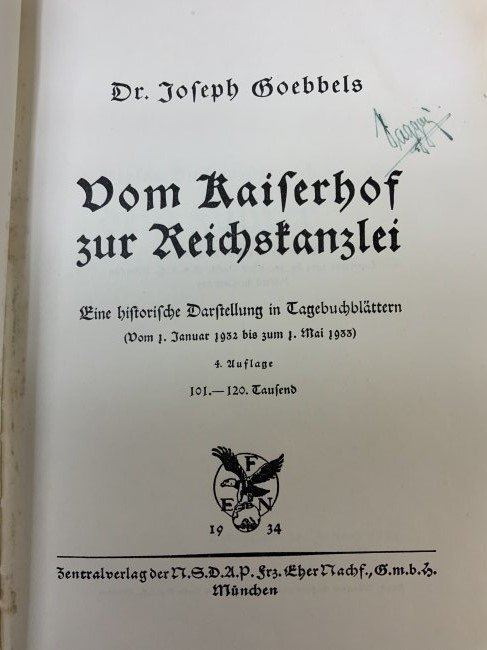 Dr. Joseph Goebbels
Vom Kaiserhof
zur Reichskanzlei
Eine historische Darstellung in Tagebuchblättern
(Vom 1. Januar 1932 bis zum 1. Mai 1933)
4. Auflage
101.—120. Tausend
F
E N
19 34
Zentralverlag der N.S.D.A.P. Frz. Eher Nachf., G.m.b.H.
München